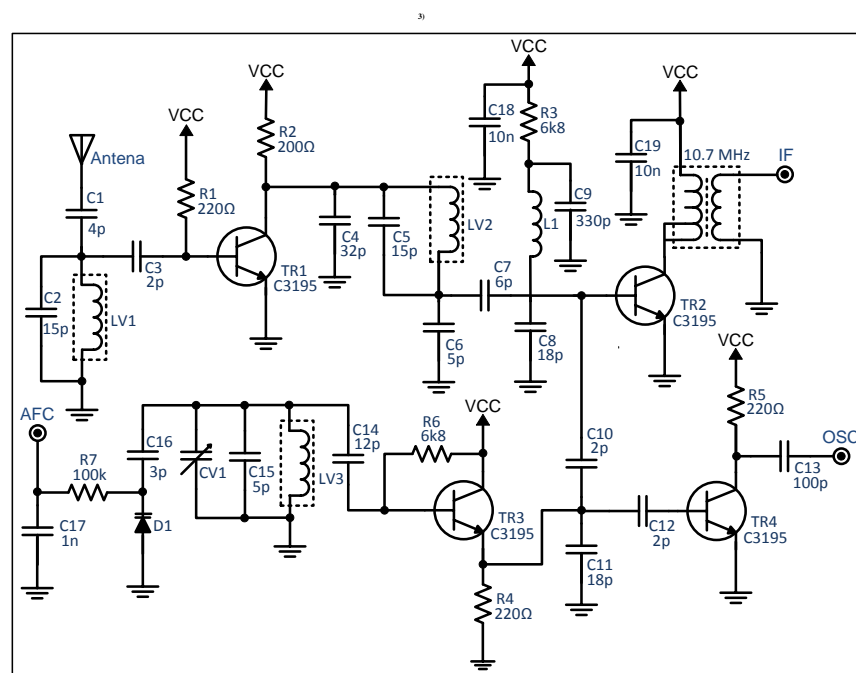 3)
VCC
VCC
VCC
VCC
C18
10n
R3
6k8
R2
200Ω
Antena
C19
10n
10.7 MHz
IF
C1
4p
R1
220Ω
C9
330p
LV2
L1
C4
32p
C5
15p
C3
2p
TR1
C3195
C7
6p
TR2
C3195
C2
15p
LV1
C6
5p
C8
18p
VCC
AFC
VCC
R5
220Ω
R6
6k8
C14
12p
OSC
C16
3p
C10
2p
R7
100k
CV1
C15
5p
LV3
C13
100p
TR3
C3195
TR4
C3195
C17
1n
D1
C12
2p
C11
18p
R4
220Ω